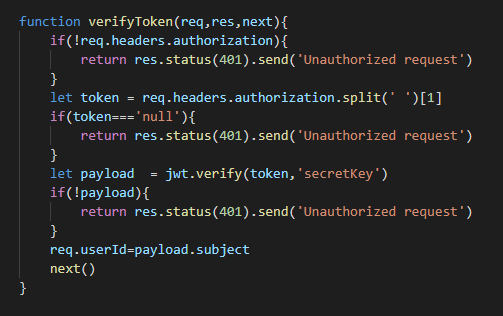 function verifyToken(req,res,next){
    if(!req.headers.authorization){
        return res.status(401).send('Unauthorized request')
    }
    let token = req.headers.authorization.split(' ')[1]
    if(token==='null'){
        return res.status(401).send('Unauthorized request')
    }
    let payload  = jwt.verify(token,'secretKey')
    if(!payload){
        return res.status(401).send('Unauthorized request')
    }
    req.userId=payload.subject
    next()
}